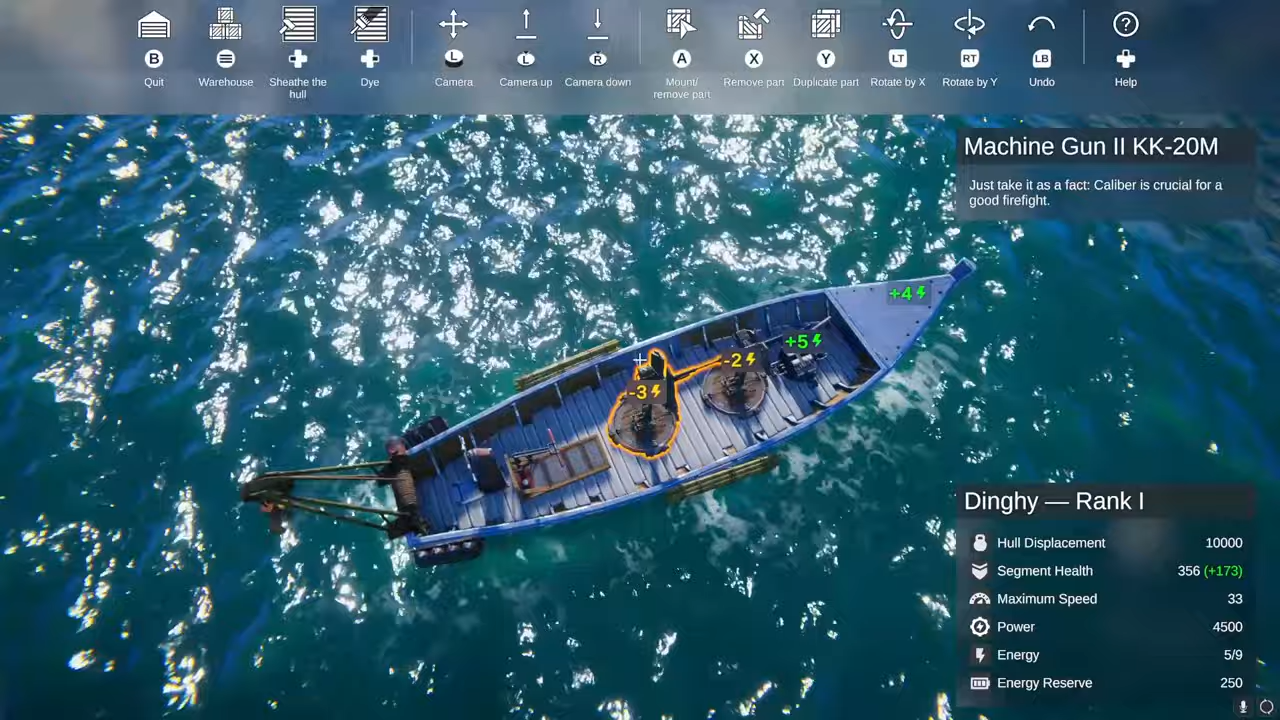 B
L
L
R
A
X
Y
LT
RT
LB
?
Quit
Warehouse
Sheathe the
hull
Dye
Camera
Camera up
Camera down
Mount/
remove part
Remove part
Duplicate part
Rotate by X
Rotate by Y
Undo
Help
Machine Gun II KK-20M
Just take it as a fact: Caliber is crucial for a
good firefight.
+4
+5
-2
-3
Dinghy — Rank I
Hull Displacement 10000
Segment Health 356 (+173)
Maximum Speed 33
Power 4500
Energy 5/9
Energy Reserve 250